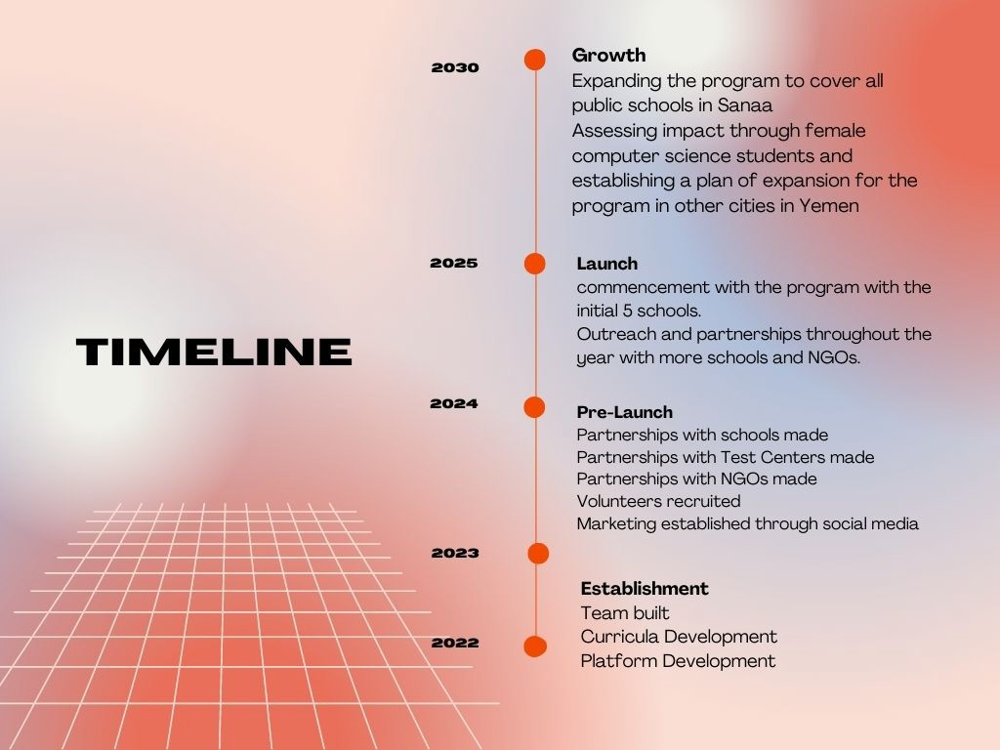 2030
Growth
Expanding the program to cover all
public schools in Sanaa
Assessing impact through female
computer science students and
establishing a plan of expansion for the
program in other cities in Yemen
2025
Launch
commencement with the program with the
initial 5 schools.
Outreach and partnerships throughout the
year with more schools and NGOs.
TIMELINE
2024
Pre-Launch
Partnerships with schools made
Partnerships with Test Centers made
Partnerships with NGOs made
Volunteers recruited
Marketing established through social media
2023
Establishment
Team built
Curricula Development
Platform Development
2022